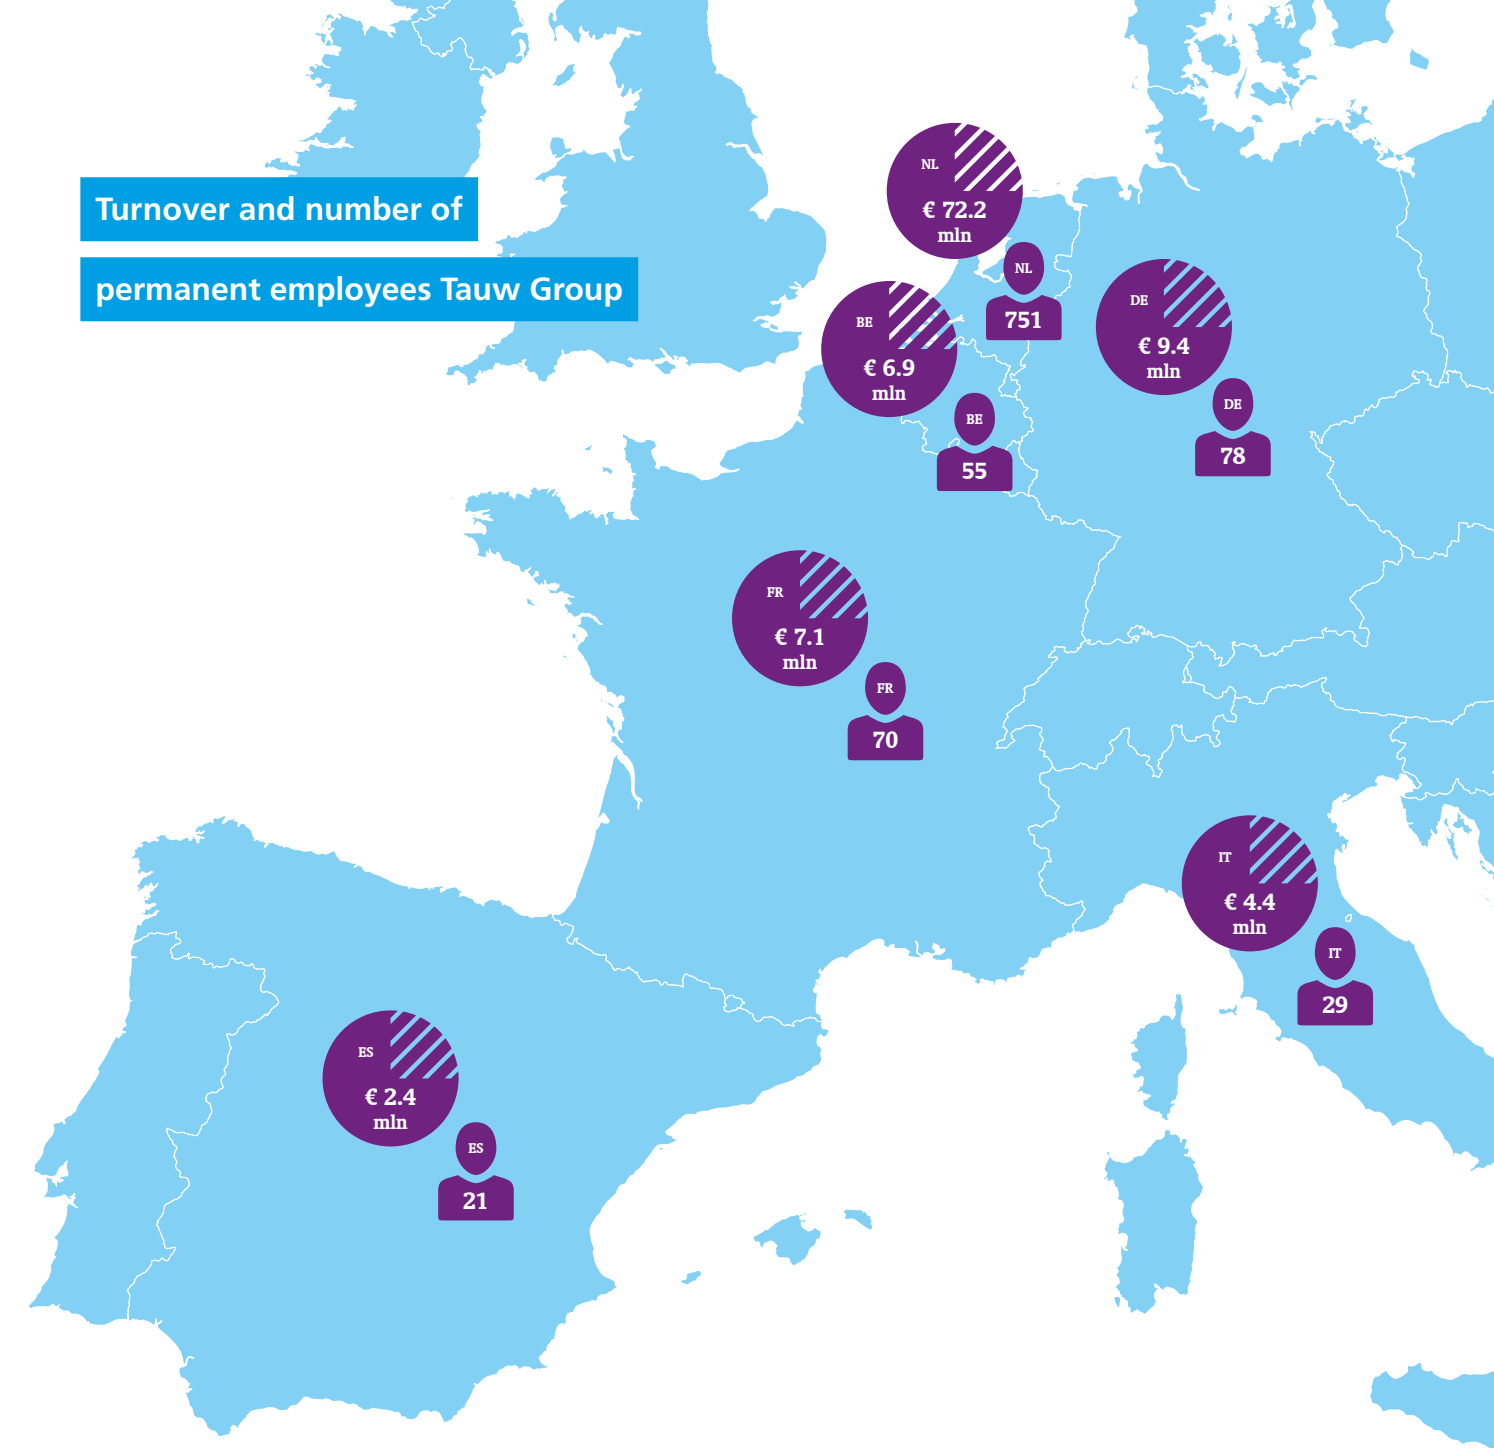 Turnover and number of
permanent employees Tauw Group
NL
€ 72.2
mln
NL
751
BE
€ 6.9
mln
BE
55
DE
€ 9.4
mln
DE
78
FR
€ 7.1
mln
FR
70
IT
€ 4.4
mln
IT
29
ES
€ 2.4
mln
ES
21